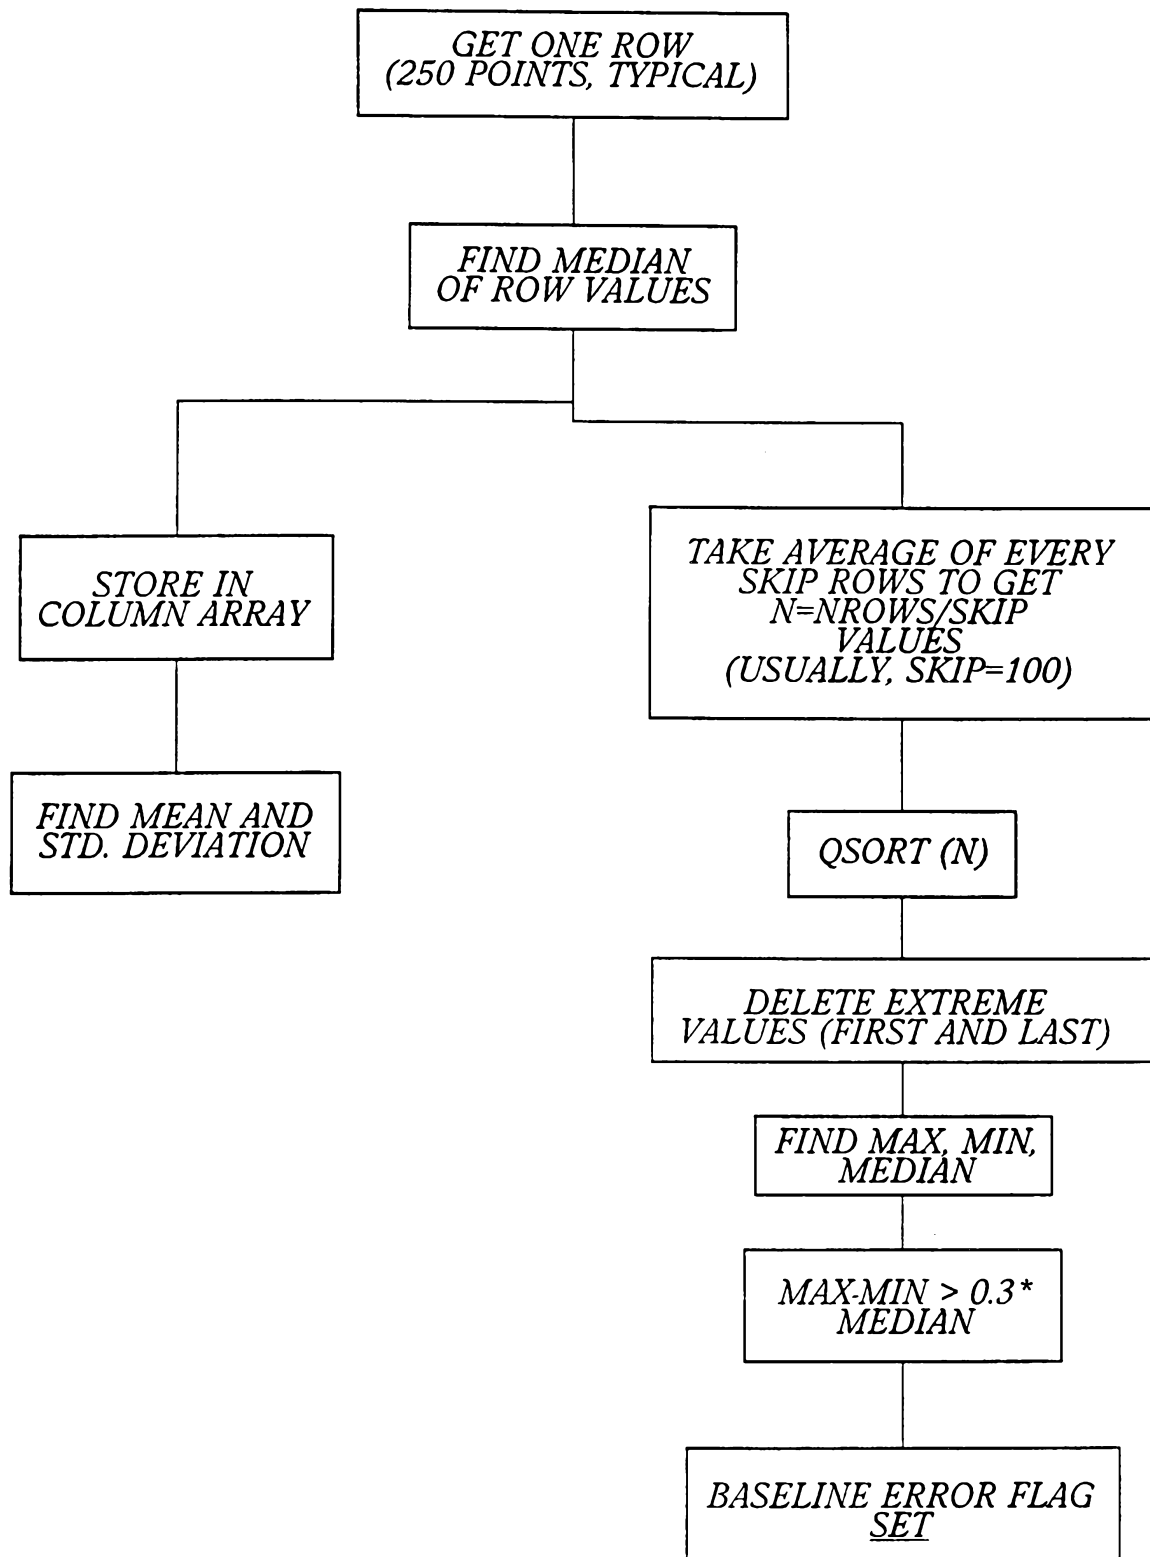 GET ONE ROW
(250 POINTS, TYPICAL)
FIND MEDIAN
OF ROW VALUES
STORE IN
COLUMN ARRAY
FIND MEAN AND
STD. DEVIATION
TAKE AVERAGE OF EVERY
SKIP ROWS TO GET
N=NROWS/SKIP
VALUES
(USUALLY, SKIP=100)
QSORT (N)
DELETE EXTREME
VALUES (FIRST AND LAST)
FIND MAX, MIN,
MEDIAN
MAX-MIN > 0.3*
MEDIAN
BASELINE ERROR FLAG
SET